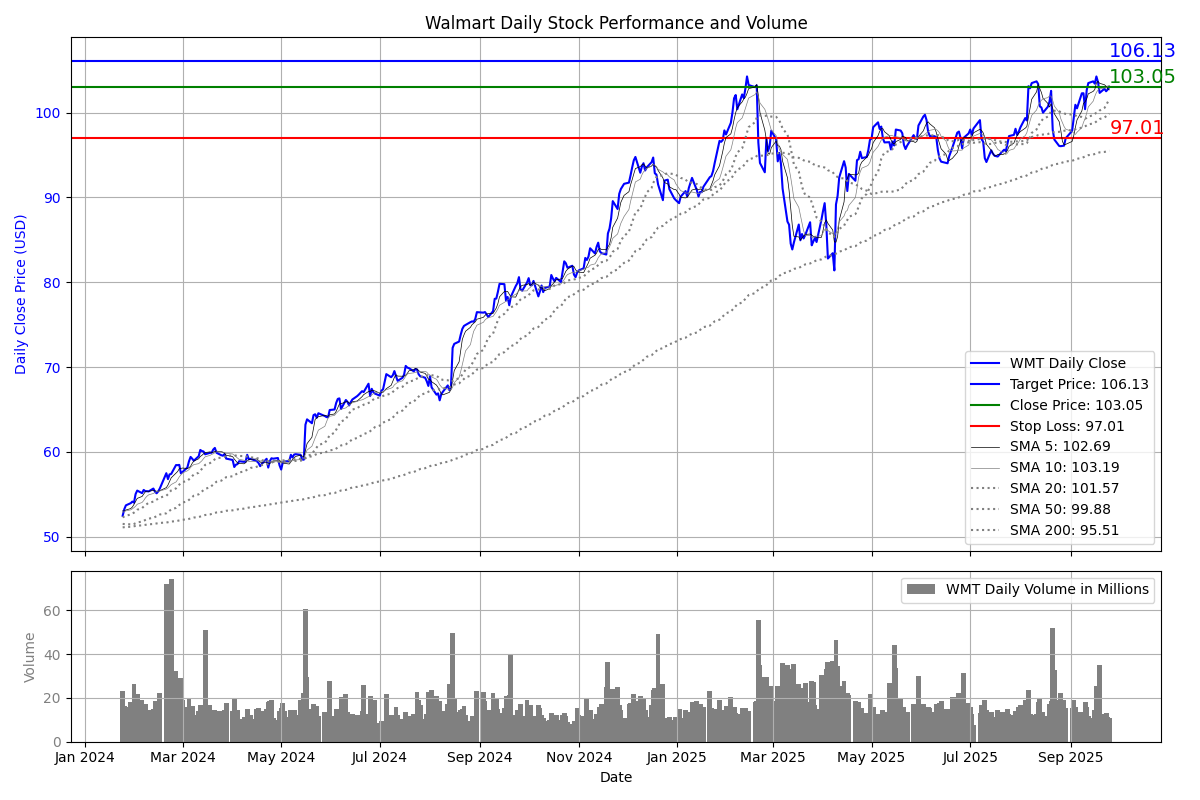 Walmart Daily Stock Performance and Volume
106.13
103.05
97.01
Daily Close Price (USD)
100
90
80
70
60
50
WMT Daily Close
Target Price: 106.13
Close Price: 103.05
Stop Loss: 97.01
SMA 5: 102.69
SMA 10: 103.19
SMA 20: 101.57
SMA 50: 99.88
SMA 200: 95.51
WMT Daily Volume in Millions
Volume
60
40
20
0
Jan 2024
Mar 2024
May 2024
Jul 2024
Sep 2024
Nov 2024
Jan 2025
Mar 2025
May 2025
Jul 2025
Sep 2025
Date